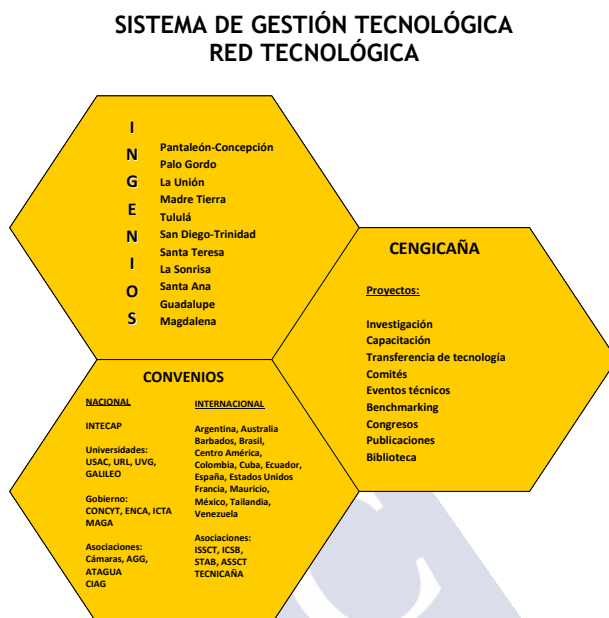 SISTEMA DE GESTIÓN TECNOLÓGICA
RED TECNOLÓGICA
I
N
G
E
N
I
O
S
Pantaleón-Concepción
Palo Gordo
La Unión
Madre Tierra
Tululá
San Diego-Trinidad
Santa Teresa
La Sonrisa
Santa Ana
Guadalupe
Magdalena
CENGICAÑA
Proyectos:
Investigación
Capacitación
Transferencia de tecnología
Comités
Eventos técnicos
Benchmarking
Congresos
Publicaciones
Biblioteca
CONVENIOS
NACIONAL
INTECAP
Universidades:
USAC, URL, UVG,
GALILEO
Gobierno:
CONCYT, ENCA, ICTA
MAGA
Asociaciones:
Cámaras, AGG,
ATAGUA
CIAG
INTERNACIONAL
Argentina, Australia
Barbados, Brasil,
Centro América,
Colombia, Cuba, Ecuador,
España, Estados Unidos
Francia, Mauricio,
México, Tailandia,
Venezuela
Asociaciones:
ISSCT, ICSB,
STAB, ASSCT
TECNICAÑA
C